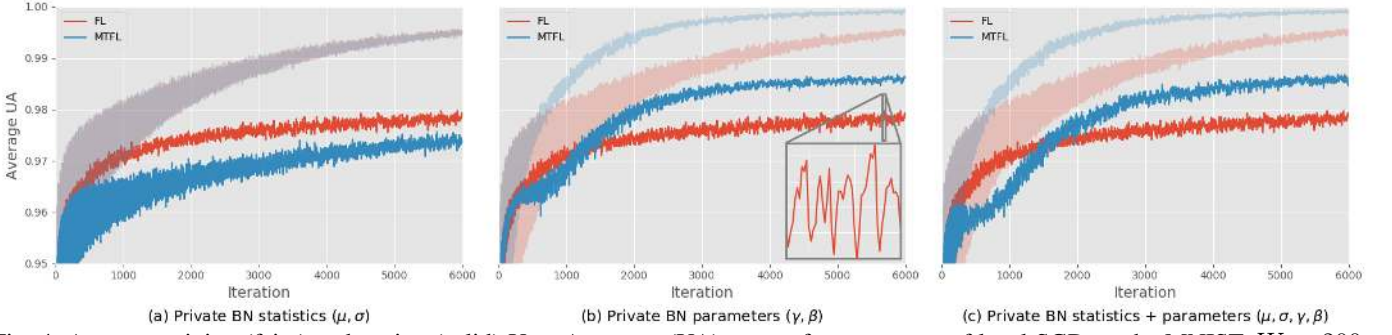 1.00
0.99
0.98
0.97
0.96
0.95
Average UA
FL
MTFL
0 1000 2000 3000 4000 5000 6000
Iteration
(a) Private BN statistics (μ, σ)
FL
MTFL
0 1000 2000 3000 4000 5000 6000
Iteration
(b) Private BN parameters (γ, β)
FL
MTFL
0 1000 2000 3000 4000 5000 6000
Iteration
(c) Private BN statistics + parameters (μ, σ, γ, β)